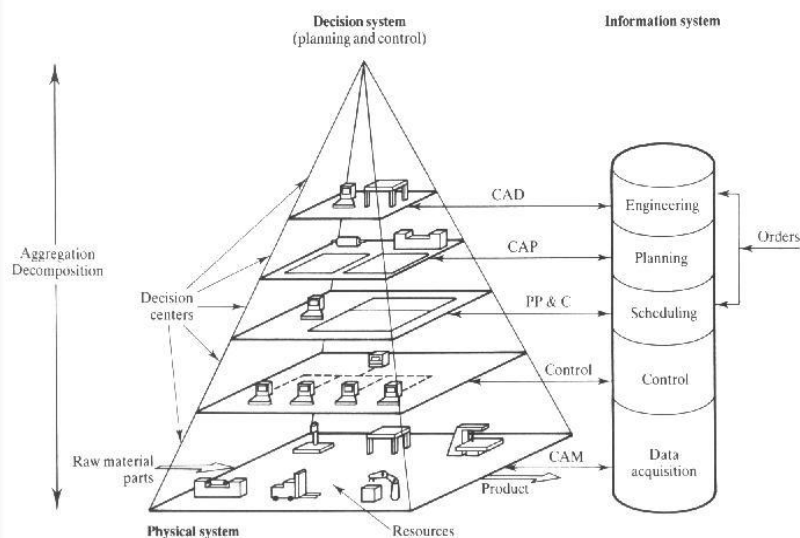 Decision system
(planning and control)
Information system
CAD
Engineering
Orders
CAP
Planning
Aggregation
Decomposition
Decision
centers
PP & C
Scheduling
Control
Control
Raw material
parts
CAM
Data
acquisition
Product
Physical system
Resources